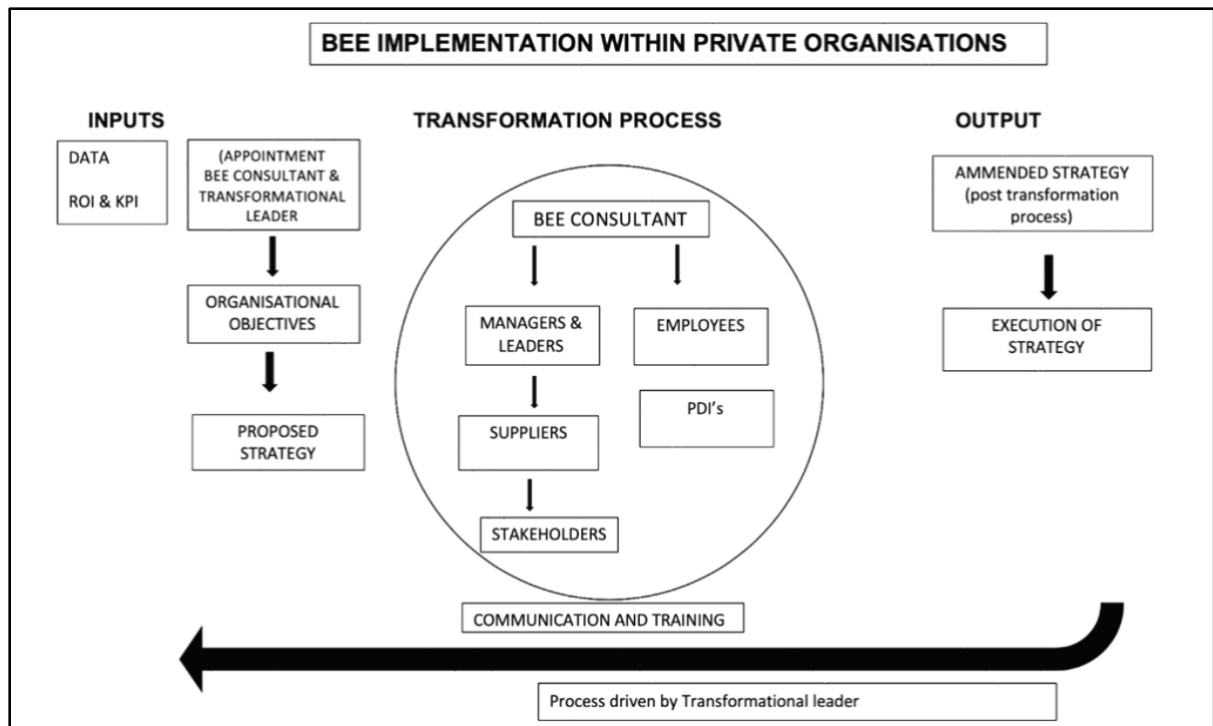 BEE IMPLEMENTATION WITHIN PRIVATE ORGANISATIONS
INPUTS
DATA
ROI & KPI
(APPOINTMENT
BEE CONSULTANT &
TRANSFORMATIONAL
LEADER
ORGANISATIONAL
OBJECTIVES
PROPOSED
STRATEGY
TRANSFORMATION PROCESS
BEE CONSULTANT
MANAGERS &
LEADERS
EMPLOYEES
SUPPLIERS
PDI's
STAKEHOLDERS
OUTPUT
AMMENDED STRATEGY
(post transformation
process)
EXECUTION OF
STRATEGY
COMMUNICATION AND TRAINING
Process driven by Transformational leader